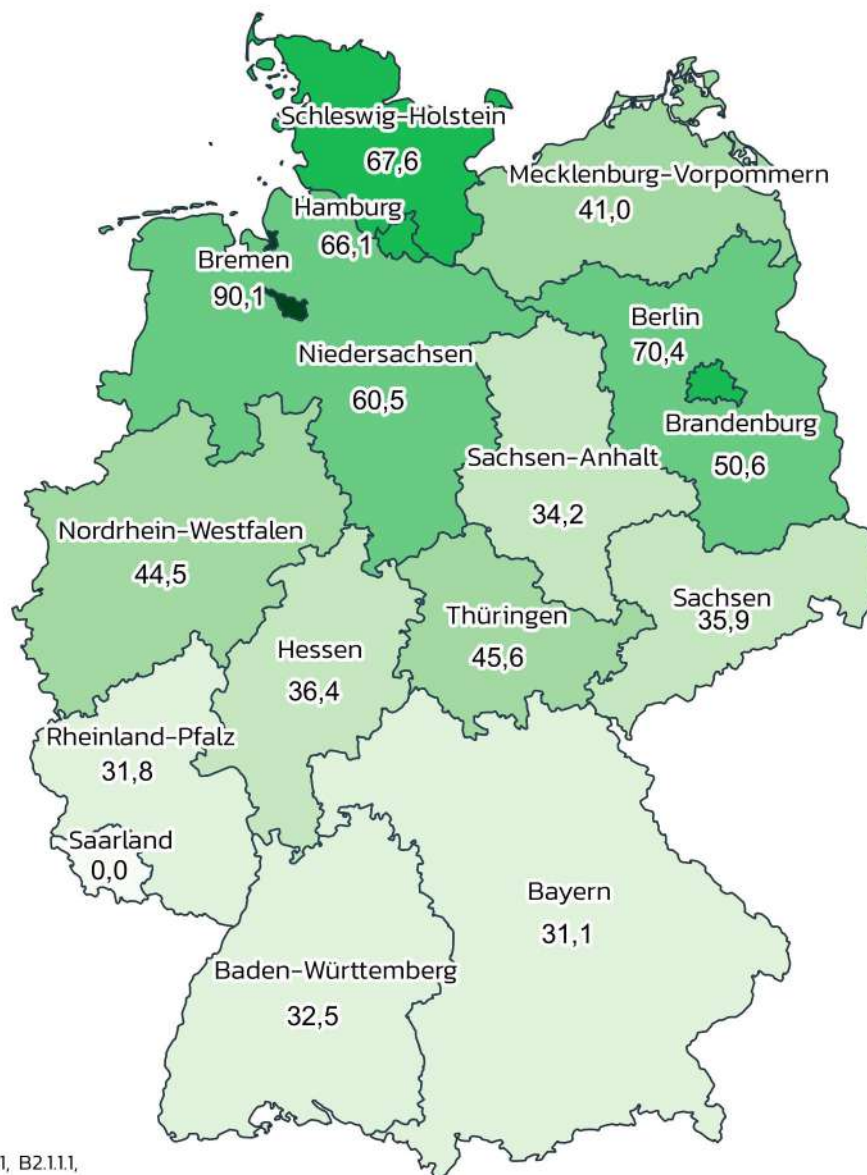 Schleswig-Holstein
67,6
Mecklenburg-Vorpommern
41,0
Hamburg
66,1
Bremen
90,1
Berlin
70,4
Niedersachsen
60,5
Brandenburg
50,6
Sachsen-Anhalt
34,2
Nordrhein-Westfalen
44,5
Sachsen
35,9
Thüringen
45,6
Hessen
36,4
Rheinland-Pfalz
31,8
Saarland
0,0
Bayern
31,1
Baden-Württemberg
32,5
1, B2.1.1.1,